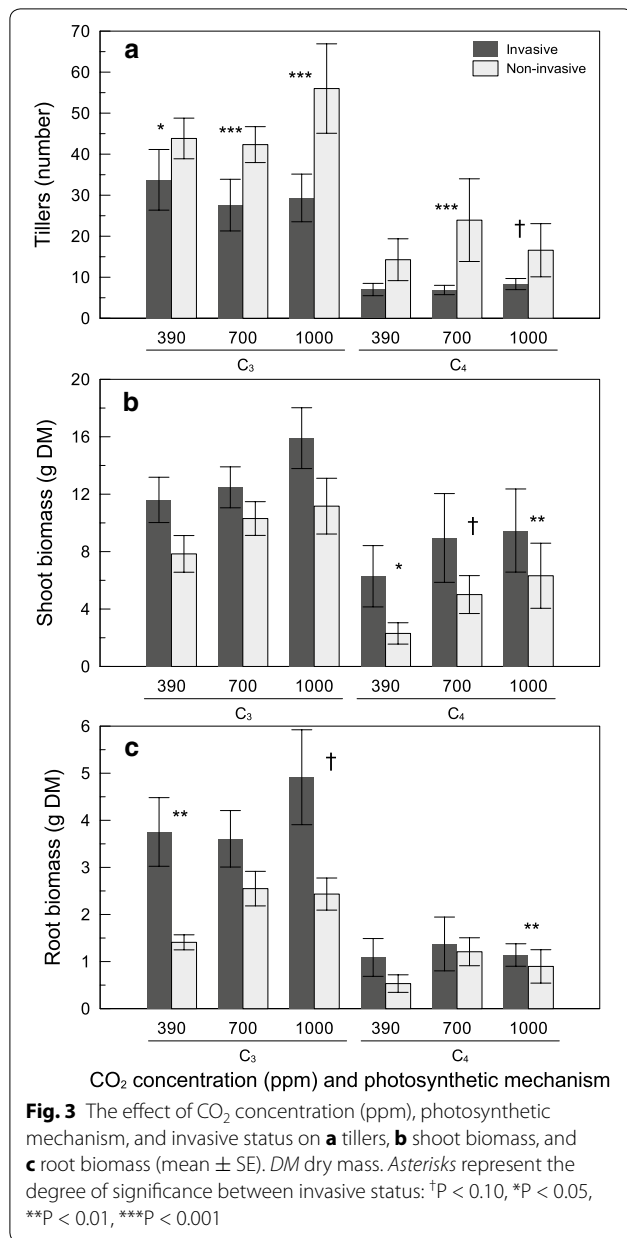 a
70
60
50
40
30
20
10
0
Tillers (number)
Invasive
Non-invasive
*
***
***
***
†
390 700 1000 390 700 1000
C₃ C₄
b
20
16
12
8
4
0
Shoot biomass (g DM)
*
†
**
390 700 1000 390 700 1000
C₃ C₄
c
6
5
4
3
2
1
0
Root biomass (g DM)
**
†
**
390 700 1000 390 700 1000
C₃ C₄
CO₂ concentration (ppm) and photosynthetic mechanism
Fig. 3 The effect of CO₂ concentration (ppm), photosynthetic
mechanism, and invasive status on a tillers, b shoot biomass, and
c root biomass (mean ± SE). DM dry mass. Asterisks represent the
degree of significance between invasive status: †P < 0.10, *P < 0.05,
**P < 0.01, ***P < 0.001